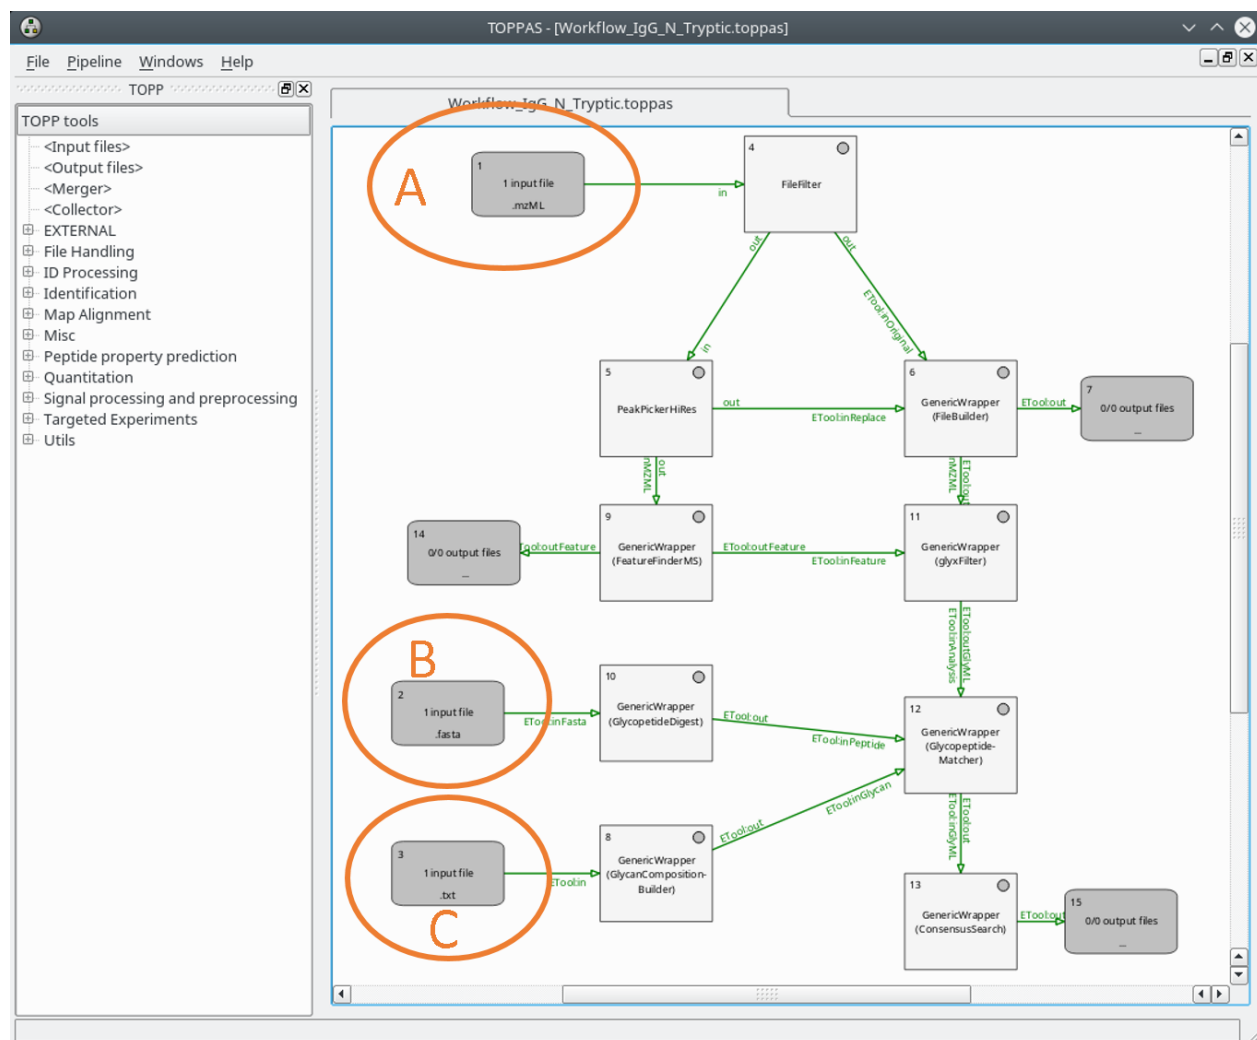 TOPPAS - [Workflow_IgG_N_Tryptic.toppas]
File Pipeline Windows Help
TOPP
TOPP tools
<Input files>
<Output files>
<Merger>
<Collector>
EXTERNAL
File Handling
ID Processing
Identification
Map Alignment
Misc
Peptide property prediction
Quantitation
Signal processing and preprocessing
Targeted Experiments
Utils
Workflow_IgG_N_Tryptic.toppas
A
1
1 input file
.mzML
in
4
FileFilter
out
out
in
ETool:inOriginal
5
PeakPickerHiRes
out
ETool:inReplace
6
GenericWrapper
(FileBuilder)
ETool:out
7
0/0 output files
...
out
nMZML
ETool:out
nMZML
14
0/0 output files
...
Tool:outFeature
9
GenericWrapper
(FeatureFinderMS)
ETool:outFeature
ETool:inFeature
11
GenericWrapper
(glyxFilter)
ETool:outGlyML
ETool:inAnalysis
B
2
1 input file
.fasta
ETool:inFasta
10
GenericWrapper
(GlycopetideDigest)
ETool:out
ETool:inPeptide
12
GenericWrapper
(Glycopeptide-
Matcher)
ETool:out
ETool:inGlyML
3
1 input file
.txt
C
ETool:in
8
GenericWrapper
(GlycanComposition-
Builder)
ETool:out
ETool:inGlycan
13
GenericWrapper
(ConsensusSearch)
ETool:out
15
0/0 output files
...